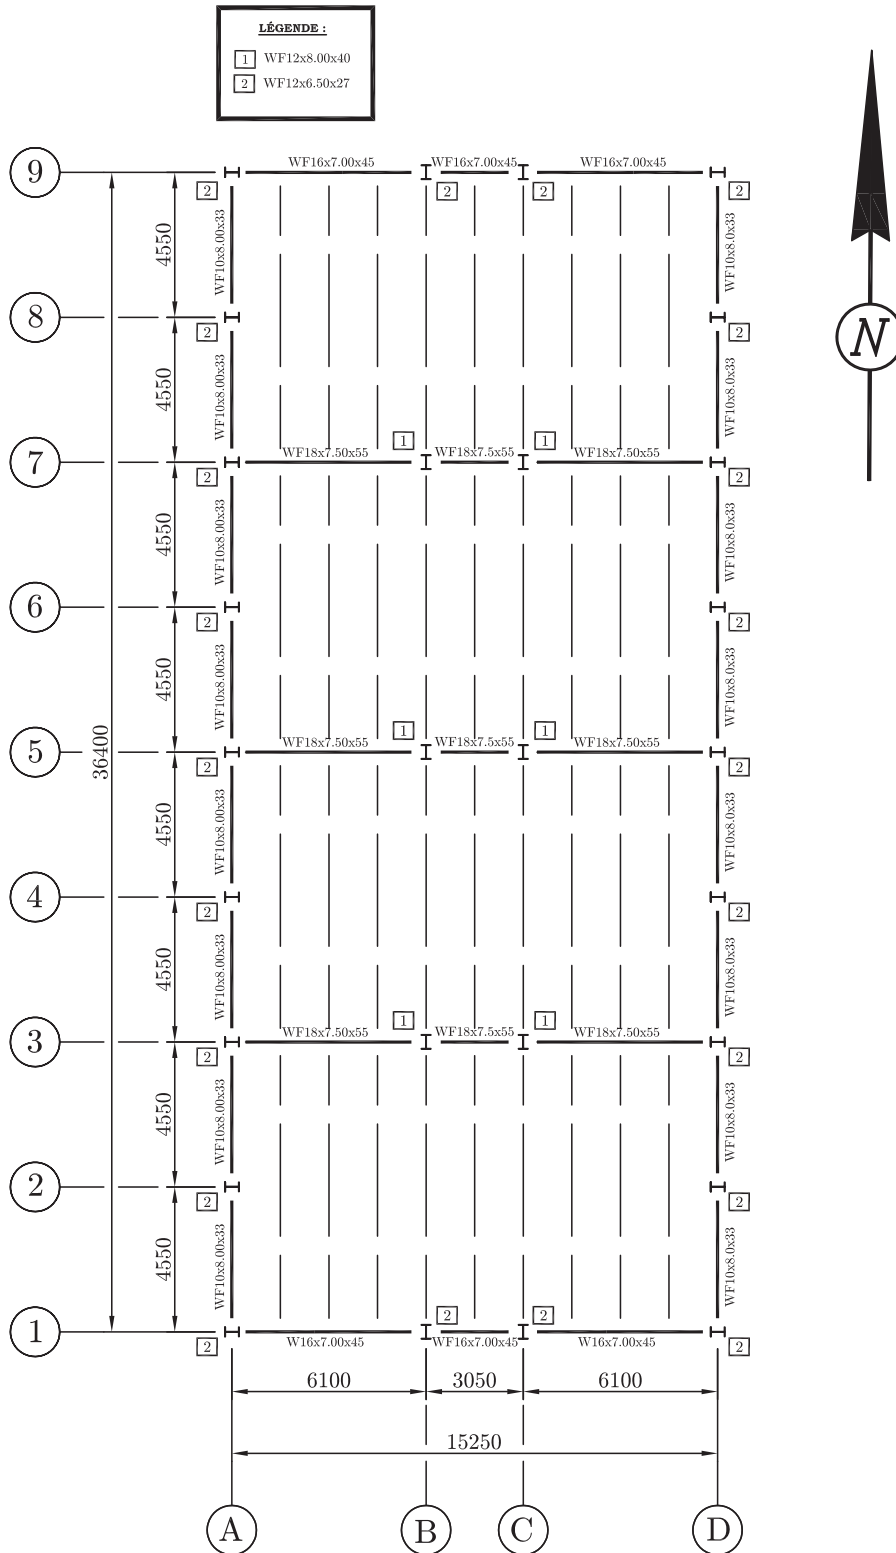 LÉGENDE :
1 WF12x8.00x40
2 WF12x6.50x27
N
9
WF16x7.00x45 WF16x7.00x45 WF16x7.00x45
2 2 2 2
4550
WF10x8.00x33
WF10x8.0x33
8
2 2
4550
WF10x8.00x33
WF10x8.0x33
1 1
7
WF18x7.50x55 WF18x7.5x55 WF18x7.50x55
2 2
4550
WF10x8.00x33
WF10x8.0x33
6
2 2
4550
WF10x8.00x33
WF10x8.0x33
36400
1 1
5
WF18x7.50x55 WF18x7.5x55 WF18x7.50x55
2 2
4550
WF10x8.00x33
WF10x8.0x33
4
2 2
4550
WF10x8.00x33
WF10x8.0x33
1 1
3
WF18x7.50x55 WF18x7.5x55 WF18x7.50x55
2 2
4550
WF10x8.00x33
WF10x8.0x33
2
2 2
4550
WF10x8.00x33
WF10x8.0x33
2 2
1
W16x7.00x45 WF16x7.00x45 W16x7.00x45
2 2
6100 3050 6100
15250
A B C D